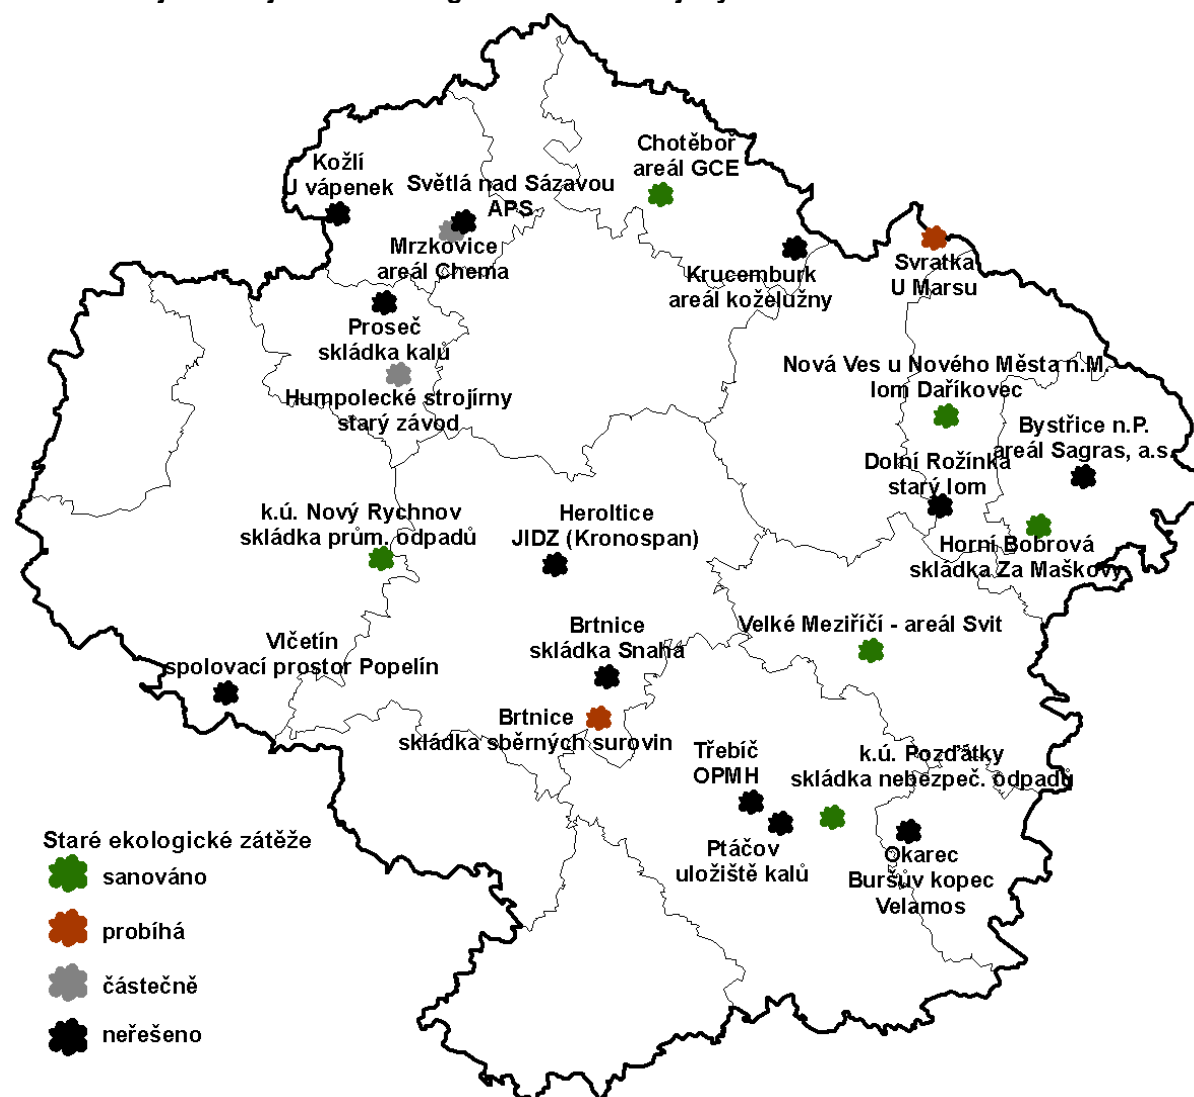 Chotěboř
areál GCE
Kožlí
U vápenek
Světlá nad Sázavou
APS
Mrzkovice
areál Chema
Krucemburk
areál koželužny
Svratka
U Marsu
Proseč
skládka kalů
Humpolecké strojírny
starý závod
Nová Ves u Nového Města n.M.
lom Daříkovec
Bystřice n.P.
areál Sagras, a.s.
Dolní Rožínka
starý lom
k.ú. Nový Rychnov
skládka prům. odpadů
Heroltice
JIDZ (Kronospan)
Horní Bobrová
skládka Za Maškovy
Velké Meziříčí - areál Svit
Brtnice
skládka Snaha
Vlčetín
spolovací prostor Popelín
Brtnice
skládka sběrných surovin
Třebíč
OPMH
k.ú. Pozďátky
skládka nebezpeč. odpadů
Ptáčov
uložiště kalů
Okarec
Buršův kopec
Velamos
Staré ekologické zátěže
sanováno
probíhá
částečně
neřešeno